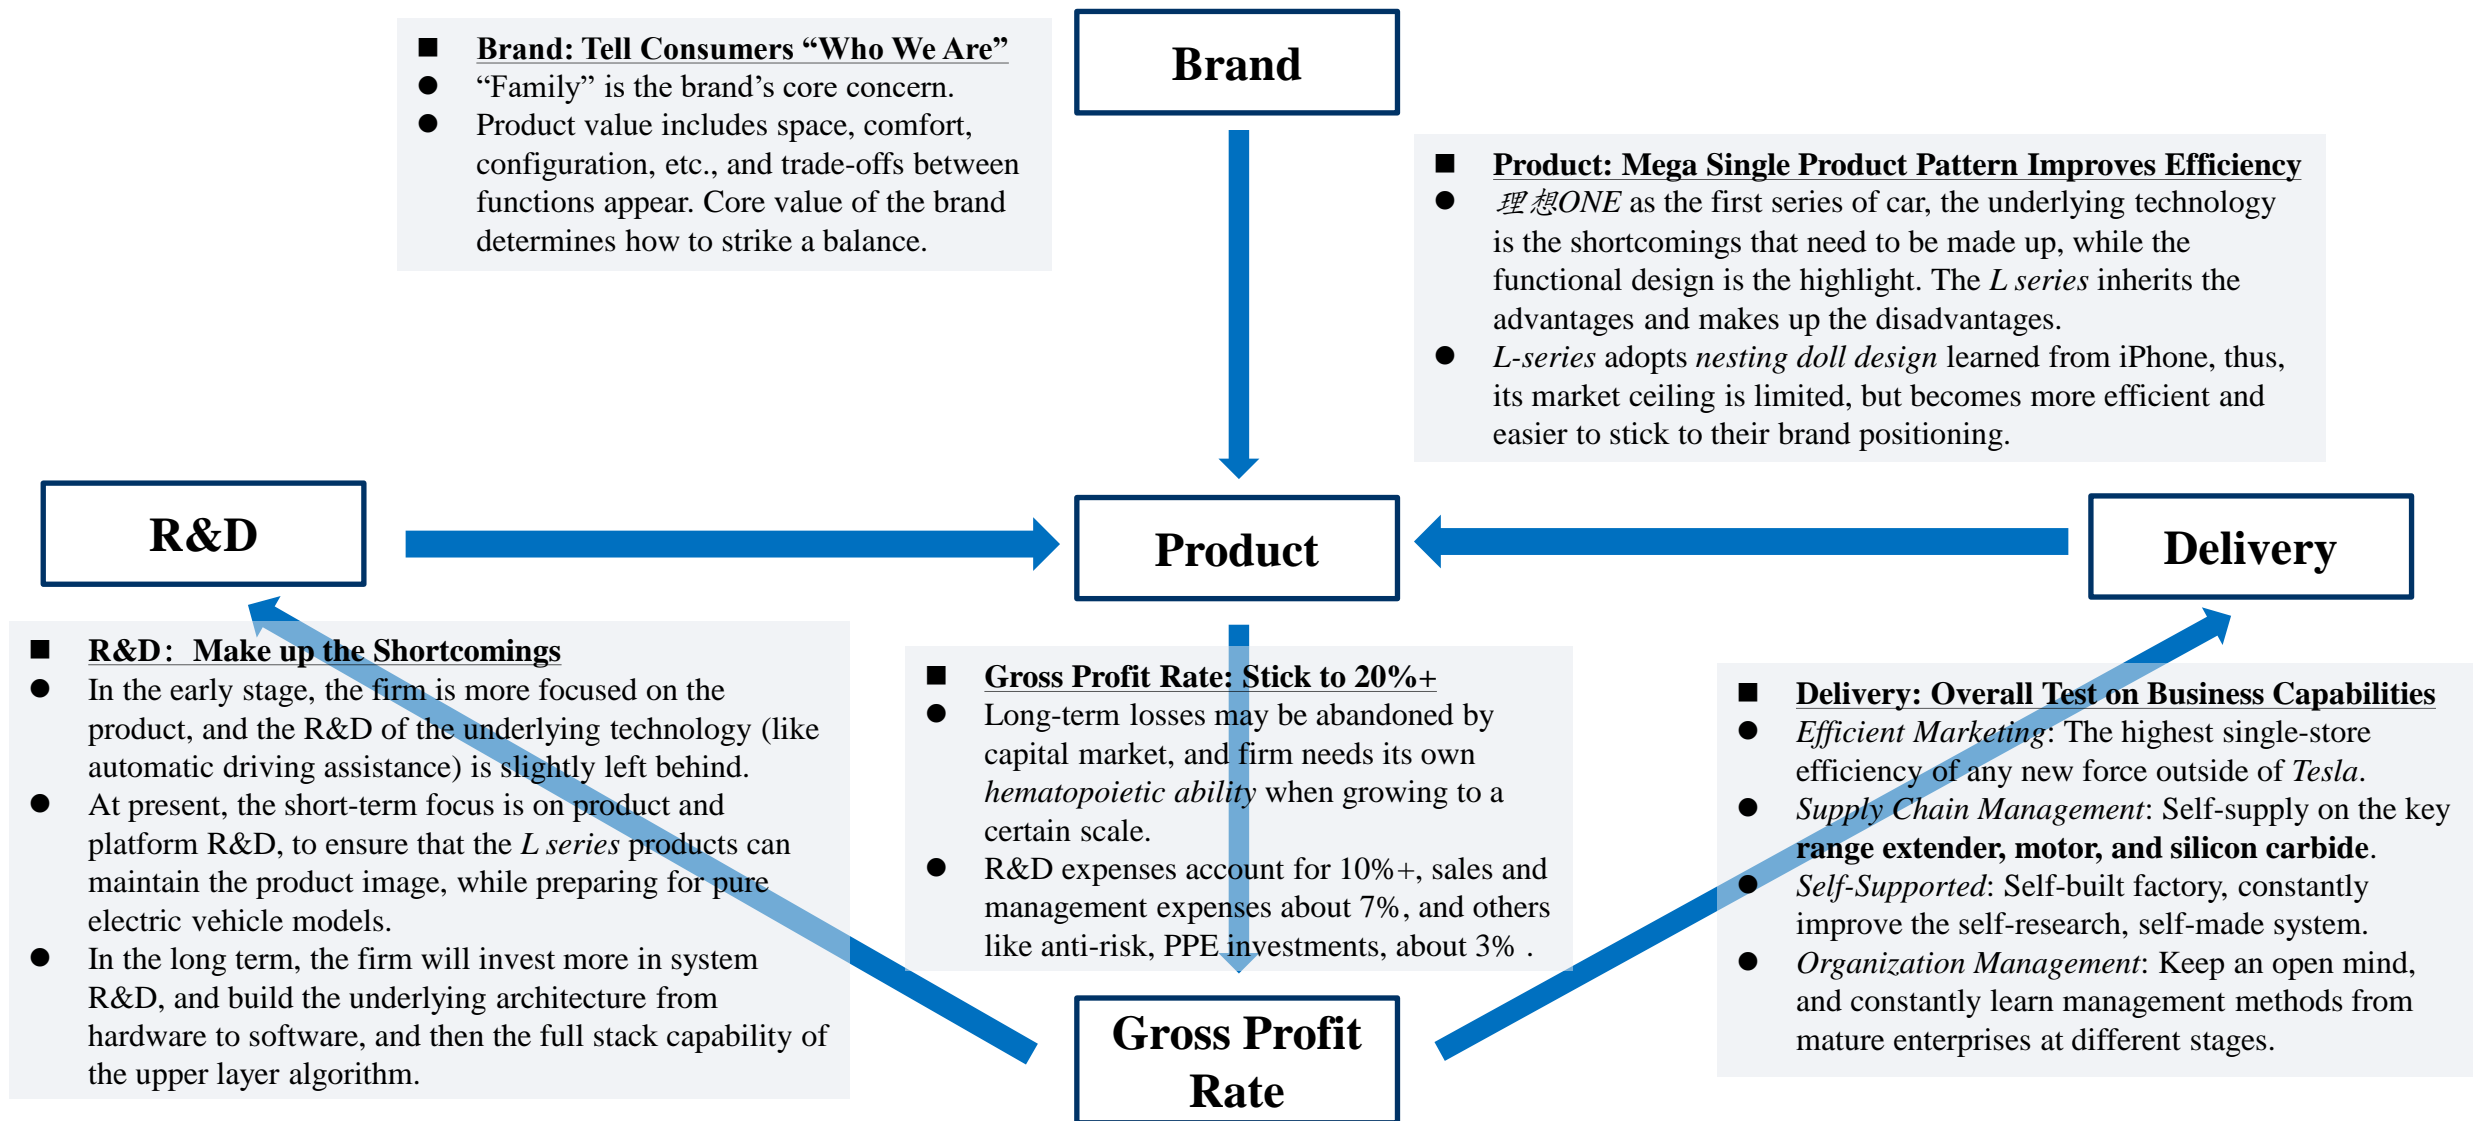 Brand
■ Brand: Tell Consumers “Who We Are”
● “Family” is the brand’s core concern.
● Product value includes space, comfort,
configuration, etc., and trade-offs between
functions appear. Core value of the brand
determines how to strike a balance.
■ Product: Mega Single Product Pattern Improves Efficiency
● 理想ONE as the first series of car, the underlying technology
is the shortcomings that need to be made up, while the
functional design is the highlight. The L series inherits the
advantages and makes up the disadvantages.
● L-series adopts nesting doll design learned from iPhone, thus,
its market ceiling is limited, but becomes more efficient and
easier to stick to their brand positioning.
R&D
Product
Delivery
■ R&D： Make up the Shortcomings
● In the early stage, the firm is more focused on the
product, and the R&D of the underlying technology (like
automatic driving assistance) is slightly left behind.
● At present, the short-term focus is on product and
platform R&D, to ensure that the L series products can
maintain the product image, while preparing for pure
electric vehicle models.
● In the long term, the firm will invest more in system
R&D, and build the underlying architecture from
hardware to software, and then the full stack capability of
the upper layer algorithm.
■ Gross Profit Rate: Stick to 20%+
● Long-term losses may be abandoned by
capital market, and firm needs its own
hematopoietic ability when growing to a
certain scale.
● R&D expenses account for 10%+, sales and
management expenses about 7%, and others
like anti-risk, PPE investments, about 3% .
■ Delivery: Overall Test on Business Capabilities
● Efficient Marketing: The highest single-store
efficiency of any new force outside of Tesla.
● Supply Chain Management: Self-supply on the key
range extender, motor, and silicon carbide.
● Self-Supported: Self-built factory, constantly
improve the self-research, self-made system.
● Organization Management: Keep an open mind,
and constantly learn management methods from
mature enterprises at different stages.
Gross Profit
Rate